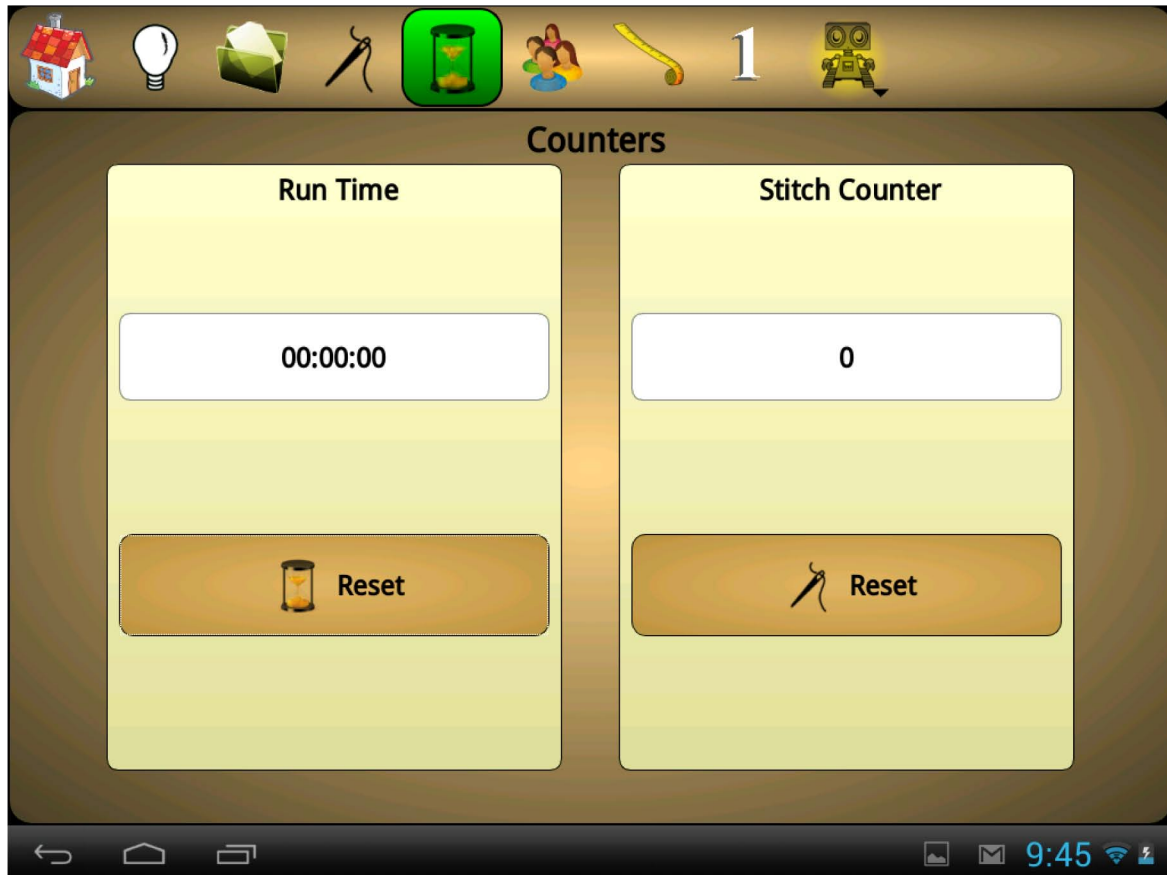 1
Counters
Run Time
Stitch Counter
00:00:00
0
Reset
Reset
9:45